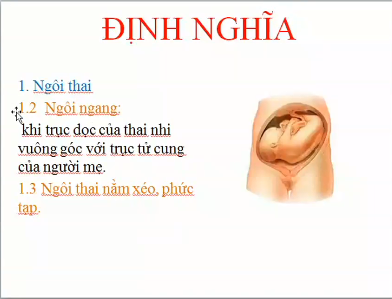 ĐỊNH NGHĨA
1. Ngôi thai
1.2 Ngôi ngang:
khi trục dọc của thai nhi
vuông góc với trục tử cung
của người mẹ.
1.3 Ngôi thai nằm xéo, phức
tạp.